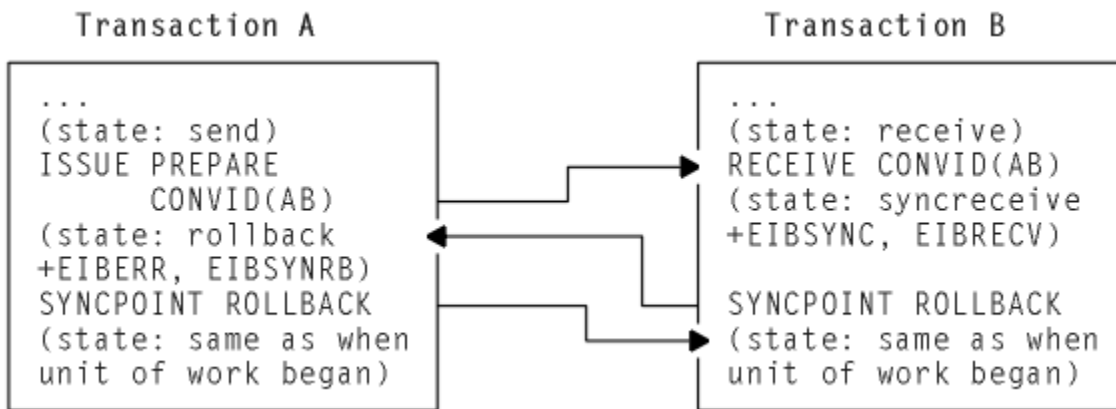 Transaction A
...
(state: send)
ISSUE PREPARE
CONVID(AB)
(state: rollback
+EIBERR, EIBSYNRB)
SYNCPOINT ROLLBACK
(state: same as when
unit of work began)
Transaction B
...
(state: receive)
RECEIVE CONVID(AB)
(state: syncreceive
+EIBSYNC, EIBRECV)
SYNCPOINT ROLLBACK
(state: same as when
unit of work began)